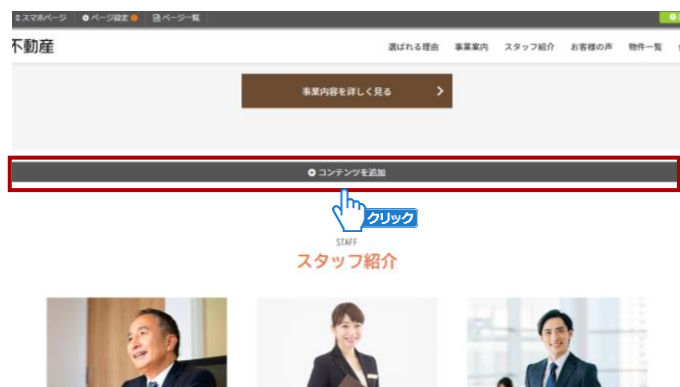 スマホページ ページ設定 ページ一覧
不動産 選ばれる理由 事業案内 スタッフ紹介 お客様の声 物件一覧
事業内容を詳しく見る
コンテンツを追加
クリック
STAFF
スタッフ紹介